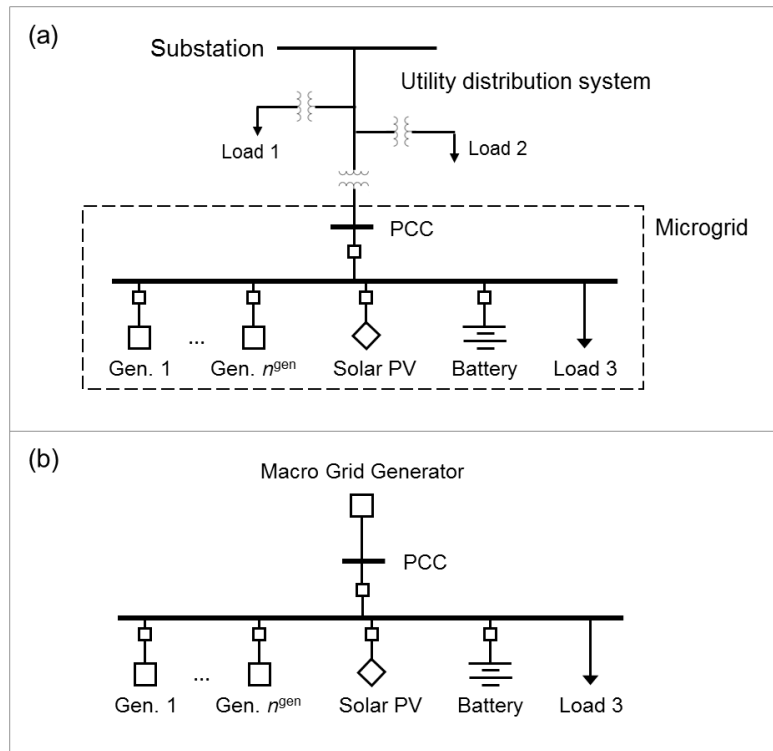 (a)
Substation
Utility distribution system
Load 1
Load 2
PCC
Microgrid
Gen. 1 ... Gen. nᵍᵉⁿ Solar PV Battery Load 3
(b)
Macro Grid Generator
PCC
Gen. 1 ... Gen. nᵍᵉⁿ Solar PV Battery Load 3